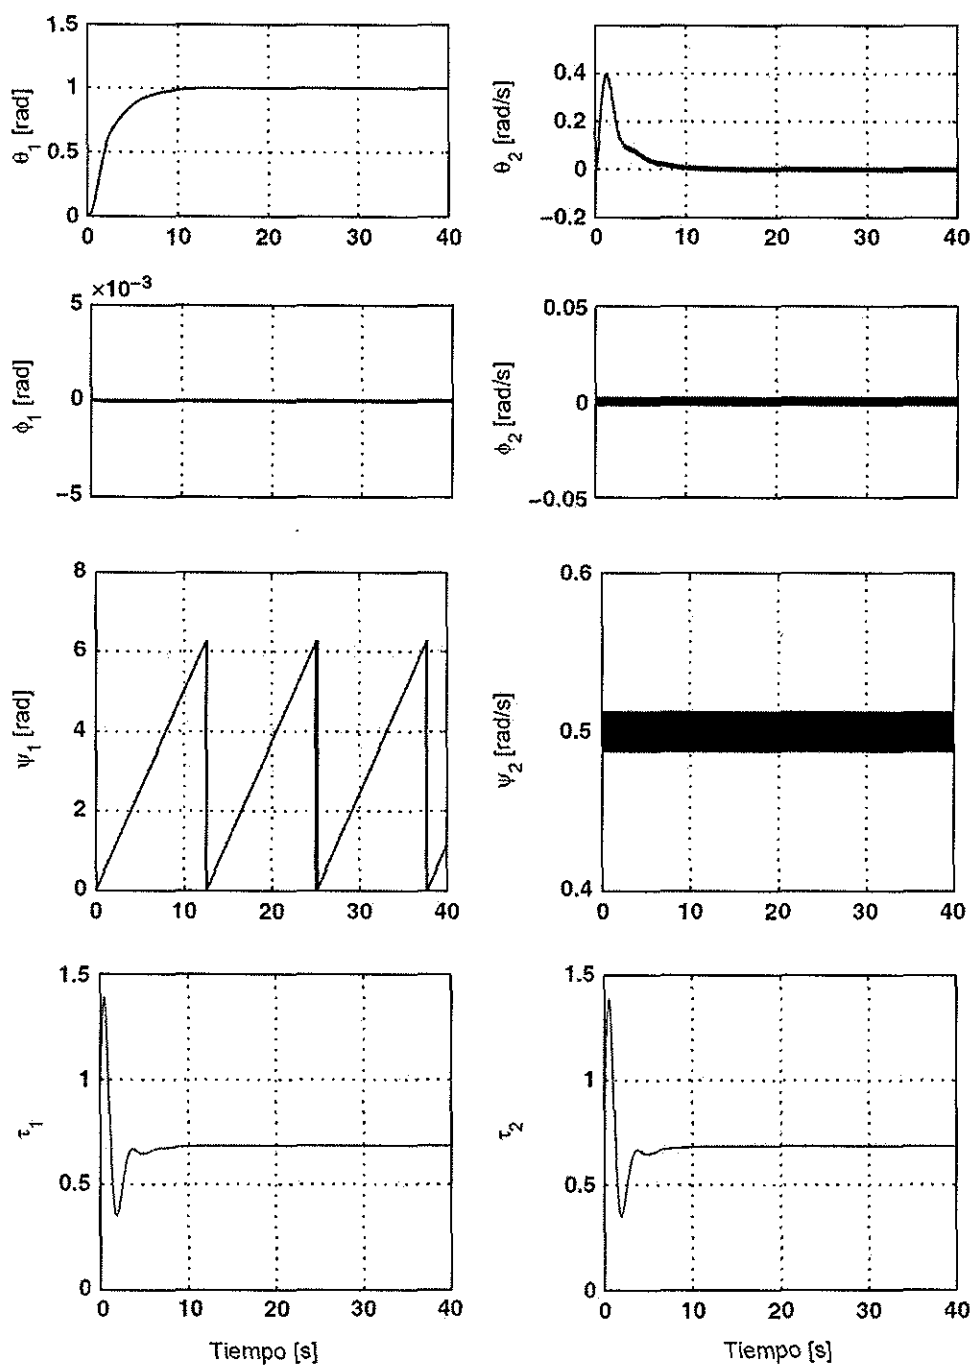 1.5
1
0.5
0
θ₁ [rad]
0 10 20 30 40
0.4
0.2
0
−0.2
θ₂ [rad/s]
0 10 20 30 40
×10⁻³
5
0
−5
ϕ₁ [rad]
0.05
0
−0.05
ϕ₂ [rad/s]
8
6
4
2
0
ψ₁ [rad]
0 10 20 30 40
0.6
0.5
0.4
ψ₂ [rad/s]
0 10 20 30 40
1.5
1
0.5
0
τ₁
0 10 20 30 40
Tiempo [s]
1.5
1
0.5
0
τ₂
0 10 20 30 40
Tiempo [s]